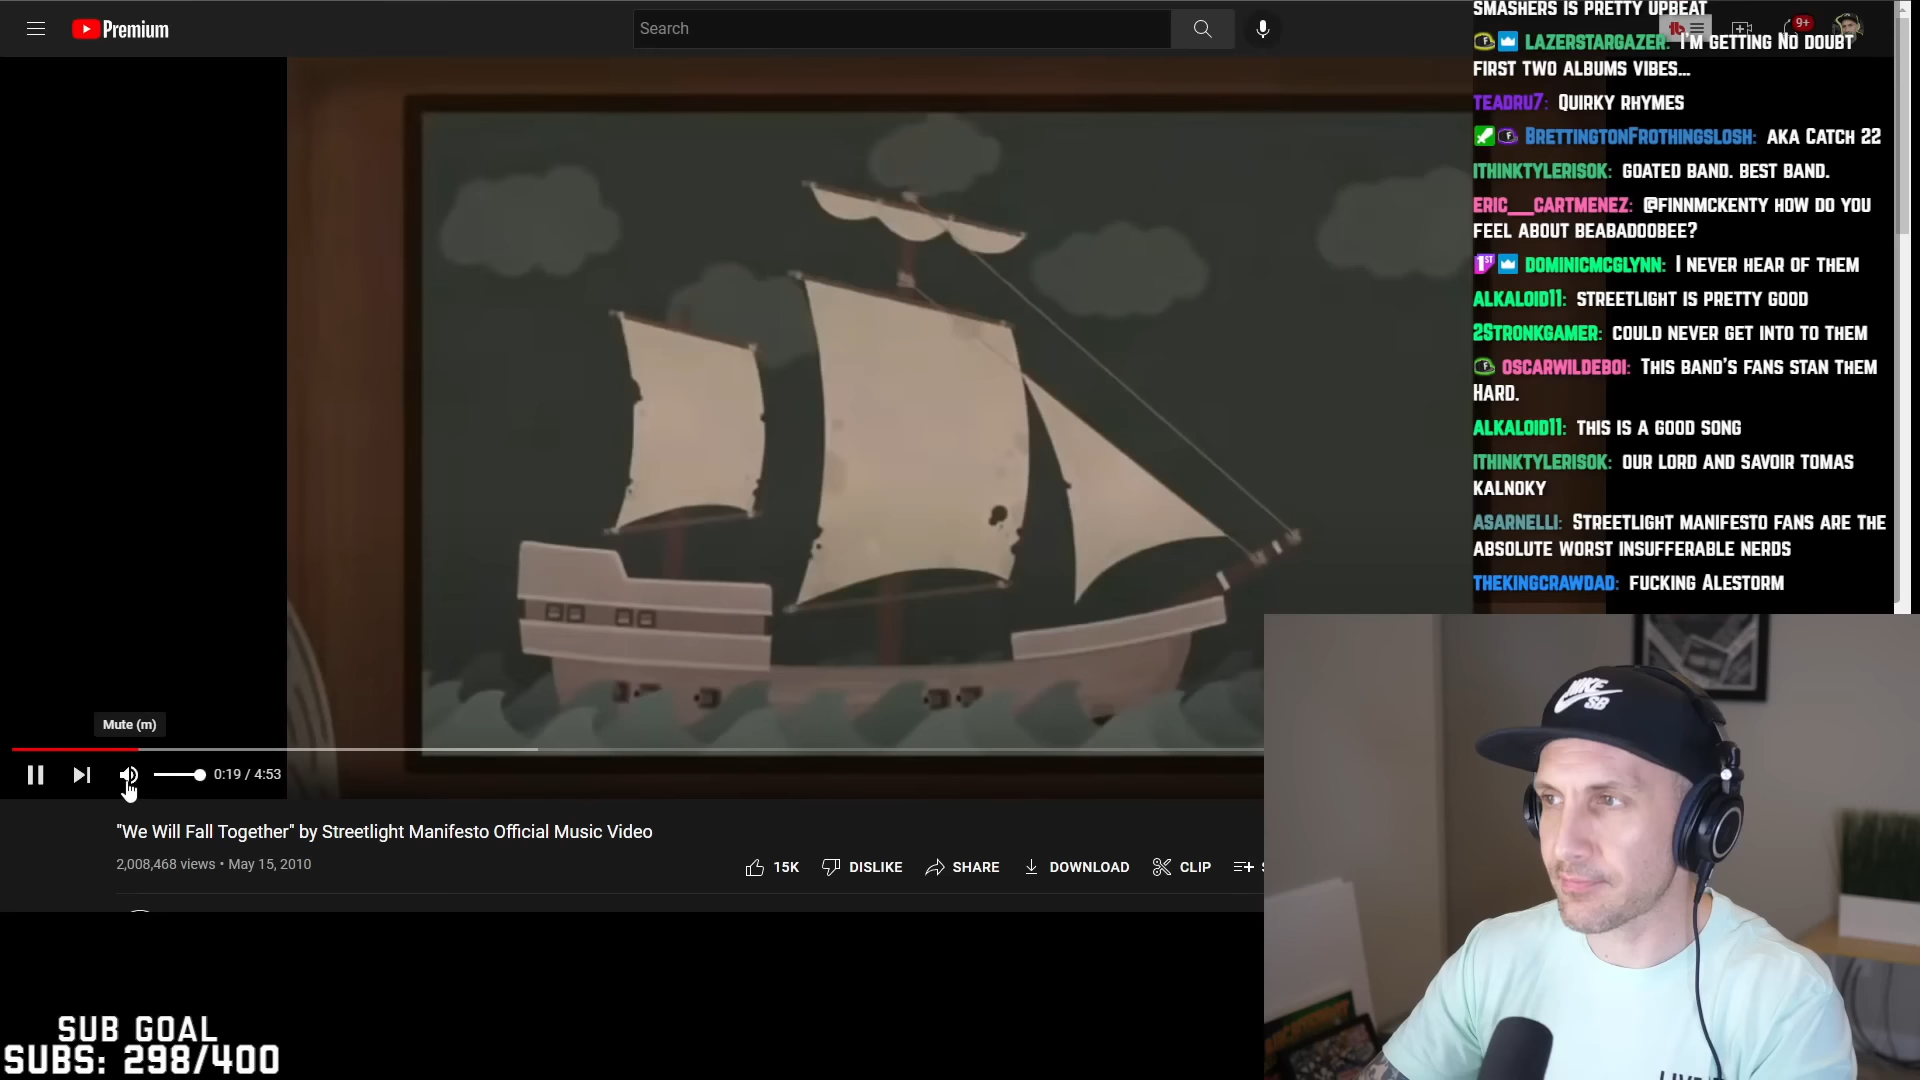 Premium
Search
9+
SMASHERS IS PRETTY UPBEAT
LAZERSTARGAZER: I'M GETTING NO DOUBT
FIRST TWO ALBUMS VIBES...
TEADRU7: QUIRKY RHYMES
BRETTINGTONFROTHINGSLOSH: AKA CATCH 22
ITHINKTYLERISOK: GOATED BAND. BEST BAND.
ERIC__CARTMENEZ: @FINNMCKENTY HOW DO YOU
FEEL ABOUT BEABADOOBEE?
1ST DOMINICMCGLYNN: I NEVER HEAR OF THEM
ALKALOID11: STREETLIGHT IS PRETTY GOOD
2STRONKGAMER: COULD NEVER GET INTO TO THEM
OSCARWILDEBOI: THIS BAND'S FANS STAN THEM
HARD.
ALKALOID11: THIS IS A GOOD SONG
ITHINKTYLERISOK: OUR LORD AND SAVOIR TOMAS
KALNOKY
ASARNELLI: STREETLIGHT MANIFESTO FANS ARE THE
ABSOLUTE WORST INSUFFERABLE NERDS
THEKINGCRAWDAD: FUCKING ALESTORM
Mute (m)
0:19 / 4:53
"We Will Fall Together" by Streetlight Manifesto Official Music Video
2,008,468 views • May 15, 2010
15K
DISLIKE
SHARE
DOWNLOAD
CLIP
NIKE
SB
SUB GOAL
SUBS: 298/400